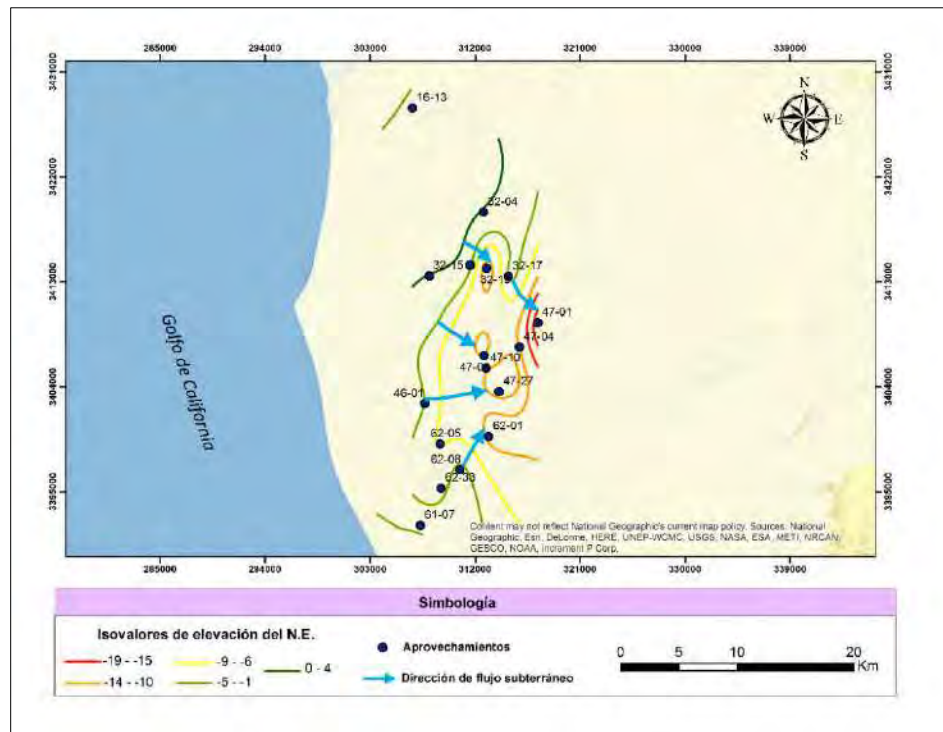 285000 294000 303000 312000 321000 330000 339000
3431000 3431000
3422000 3422000
3413000 3413000
3404000 3404000
3395000 3395000
N
W E
S
16-13
32-04
32-15
32-17
47-01
47-04
47-10
47-27
46-01
62-01
62-05
62-08
62-33
61-07
Golfo de California
Content may not reflect National Geographic's current map policy. Sources: National
Geographic, Esri, DeLorme, HERE, UNEP-WCMC, USGS, NASA, ESA, METI, NRCAN,
GEBCO, NOAA, increment P Corp.
285000 294000 303000 312000 321000 330000 339000
Simbología
Isovalores de elevación del N.E.
-19 - -15
-9 - -6
0 - 4
-14 - -10
-5 - -1
Aprovechamientos
Dirección de flujo subterráneo
0 5 10 20
Km